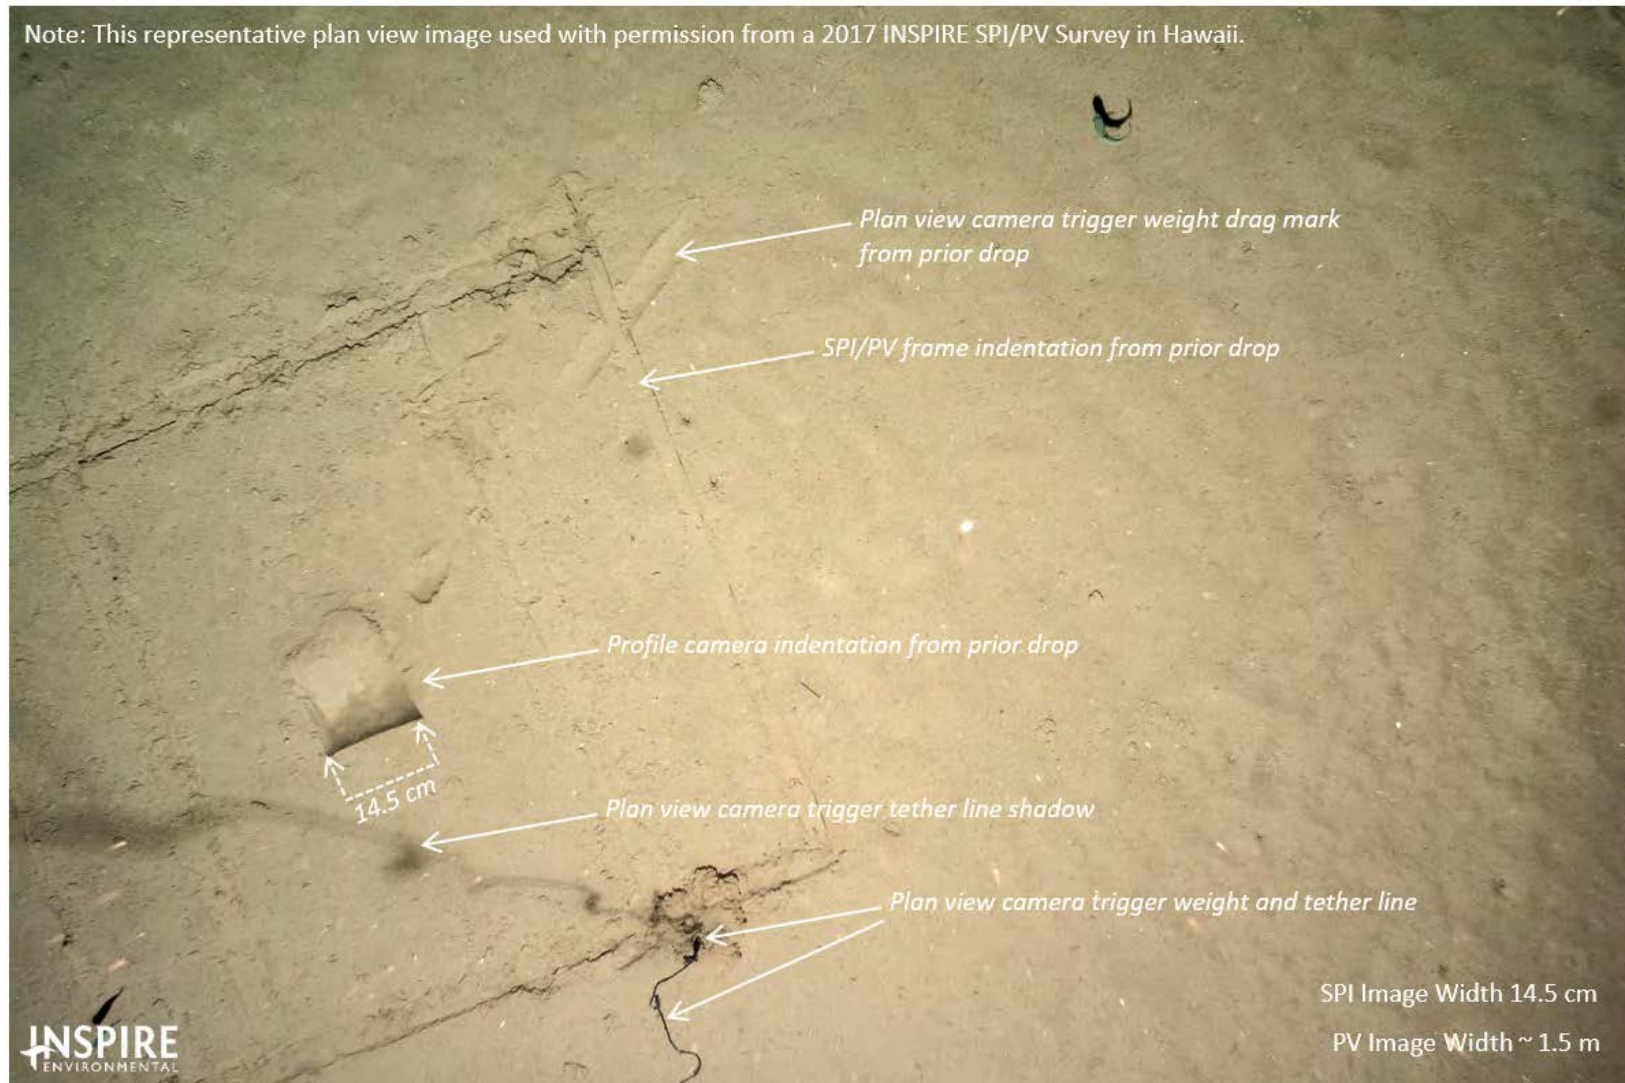 Note: This representative plan view image used with permission from a 2017 INSPIRE SPI/PV Survey in Hawaii.
Plan view camera trigger weight drag mark
from prior drop
SPI/PV frame indentation from prior drop
Profile camera indentation from prior drop
14.5 cm
Plan view camera trigger tether line shadow
Plan view camera trigger weight and tether line
SPI Image Width 14.5 cm
PV Image Width ~ 1.5 m
INSPIRE
ENVIRONMENTAL